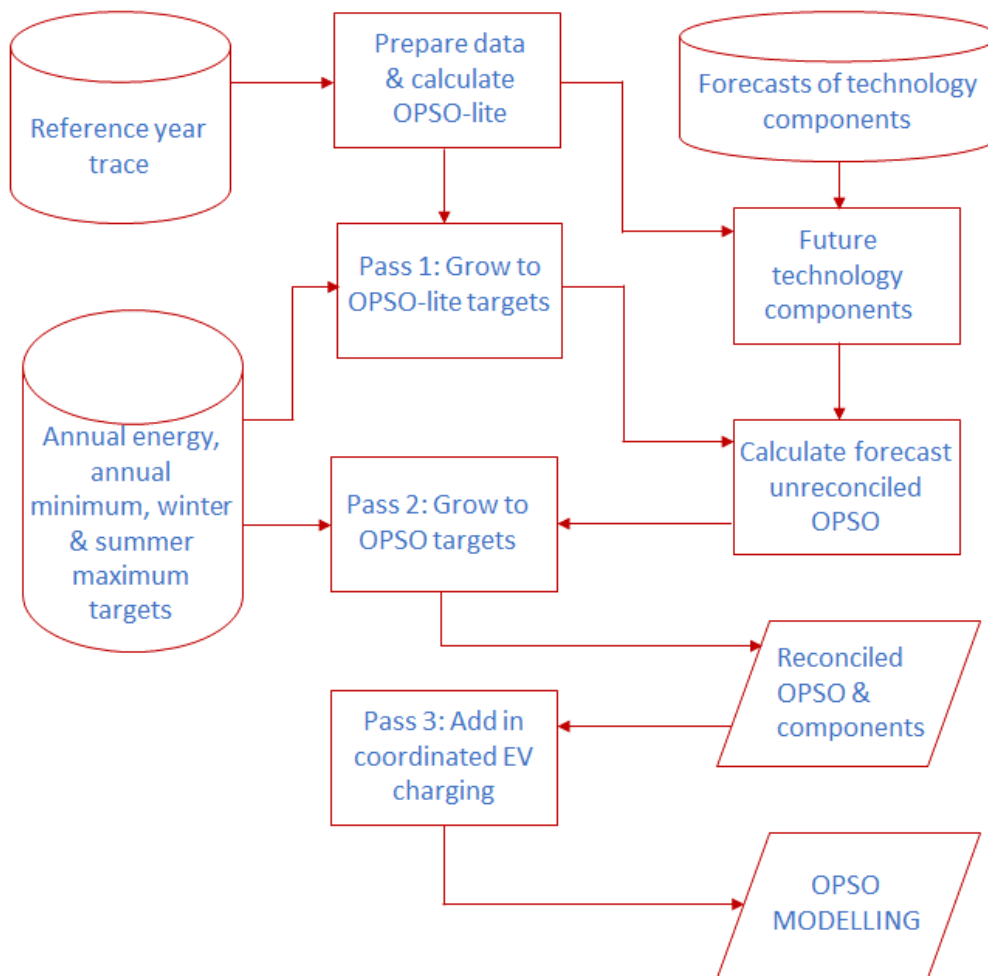 Reference year
trace
Prepare data
& calculate
OPSO-lite
Forecasts of technology
components
Pass 1: Grow to
OPSO-lite targets
Future
technology
components
Annual energy,
annual
minimum, winter
& summer
maximum
targets
Pass 2: Grow to
OPSO targets
Calculate forecast
unreconciled
OPSO
Reconciled
OPSO &
components
Pass 3: Add in
coordinated EV
charging
OPSO
MODELLING